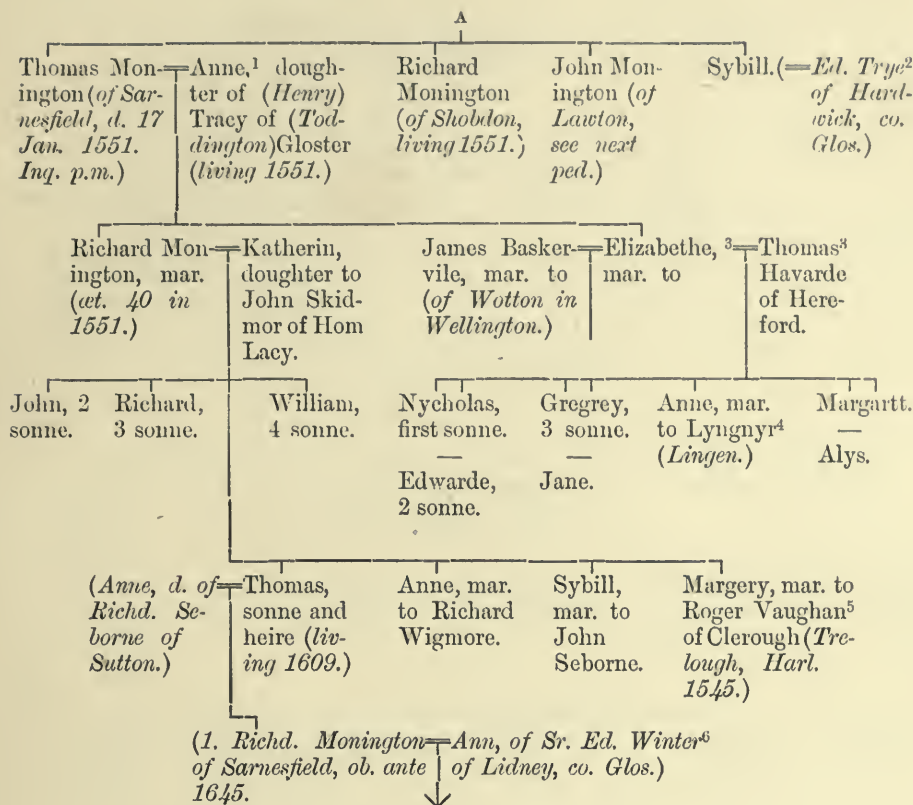 A
Thomas Mon-
ington (of Sar-
nesfield, d. 17
Jan. 1551.
Inq. p.m.)
Anne,¹ dough-
ter of (Henry)
Tracy of (Tod-
dington) Gloster
(living 1551.)
Richard
Monington
(of Shobdon,
living 1551.)
John Mon-
ington (of
Lawton,
see next
ped.)
Sybill. (=Ed. Trye²
of Hard-
wick, co.
Glos.)
Richard Mon-
ington, mar.
(æt. 40 in
1551.)
Katherin,
doughter to
John Skid-
mor of Hom
Lacy.
James Basker-
vile, mar. to
(of Wotton in
Wellington.)
Elizabethe, ³
mar. to
Thomas³
Havarde
of Here-
ford.
John, 2
sonne.
Richard,
3 sonne.
William,
4 sonne.
Nycholas,
first sonne.
—
Edwarde,
2 sonne.
Gregrey,
3 sonne.
—
Jane.
Anne, mar.
to Lyngnyr⁴
(Lingen.)
Margartt.
—
Alys.
(Anne, d. of
Richd. Se-
borne of
Sutton.)
Thomas,
sonne and
heire (liv-
ing 1609.)
Anne, mar.
to Richard
Wigmore.
Sybill,
mar. to
John
Seborne.
Margery, mar. to
Roger Vaughan⁵
of Clerough (Tre-
lough, Harl.
1545.)
(1. Richd. Monington
of Sarnesfield, ob. ante
1645.
Ann, of Sr. Ed. Winter⁶
of Lidney, co. Glos.)